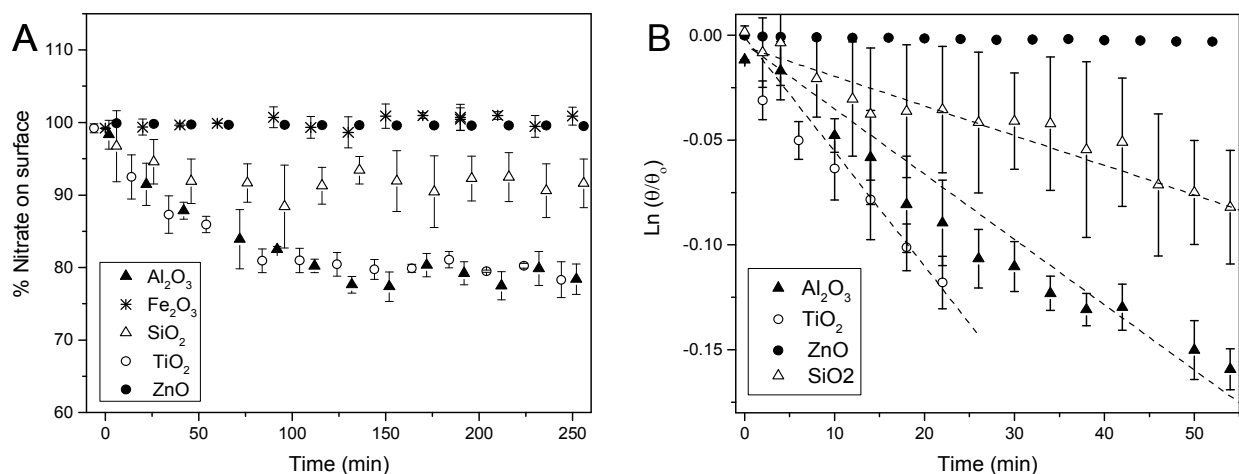 A
% Nitrate on surface
110
100
90
80
70
60
Al₂O₃
Fe₂O₃
SiO₂
TiO₂
ZnO
0 50 100 150 200 250
Time (min)
B
Ln (θ/θₒ)
0.00
-0.05
-0.10
-0.15
Al₂O₃
TiO₂
ZnO
SiO2
0 10 20 30 40 50
Time (min)